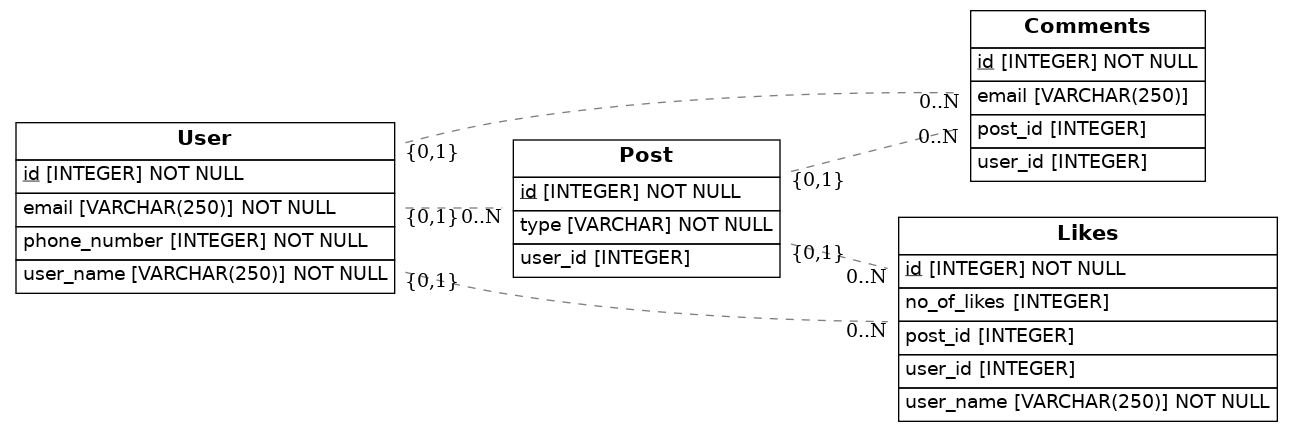 User
id [INTEGER] NOT NULL
email [VARCHAR(250)] NOT NULL
phone_number [INTEGER] NOT NULL
user_name [VARCHAR(250)] NOT NULL
{0,1}
{0,1}
{0,1}
0..N
Post
id [INTEGER] NOT NULL
type [VARCHAR] NOT NULL
user_id [INTEGER]
{0,1}
{0,1}
0..N
0..N
Comments
id [INTEGER] NOT NULL
email [VARCHAR(250)]
post_id [INTEGER]
user_id [INTEGER]
0..N
0..N
Likes
id [INTEGER] NOT NULL
no_of_likes [INTEGER]
post_id [INTEGER]
user_id [INTEGER]
user_name [VARCHAR(250)] NOT NULL